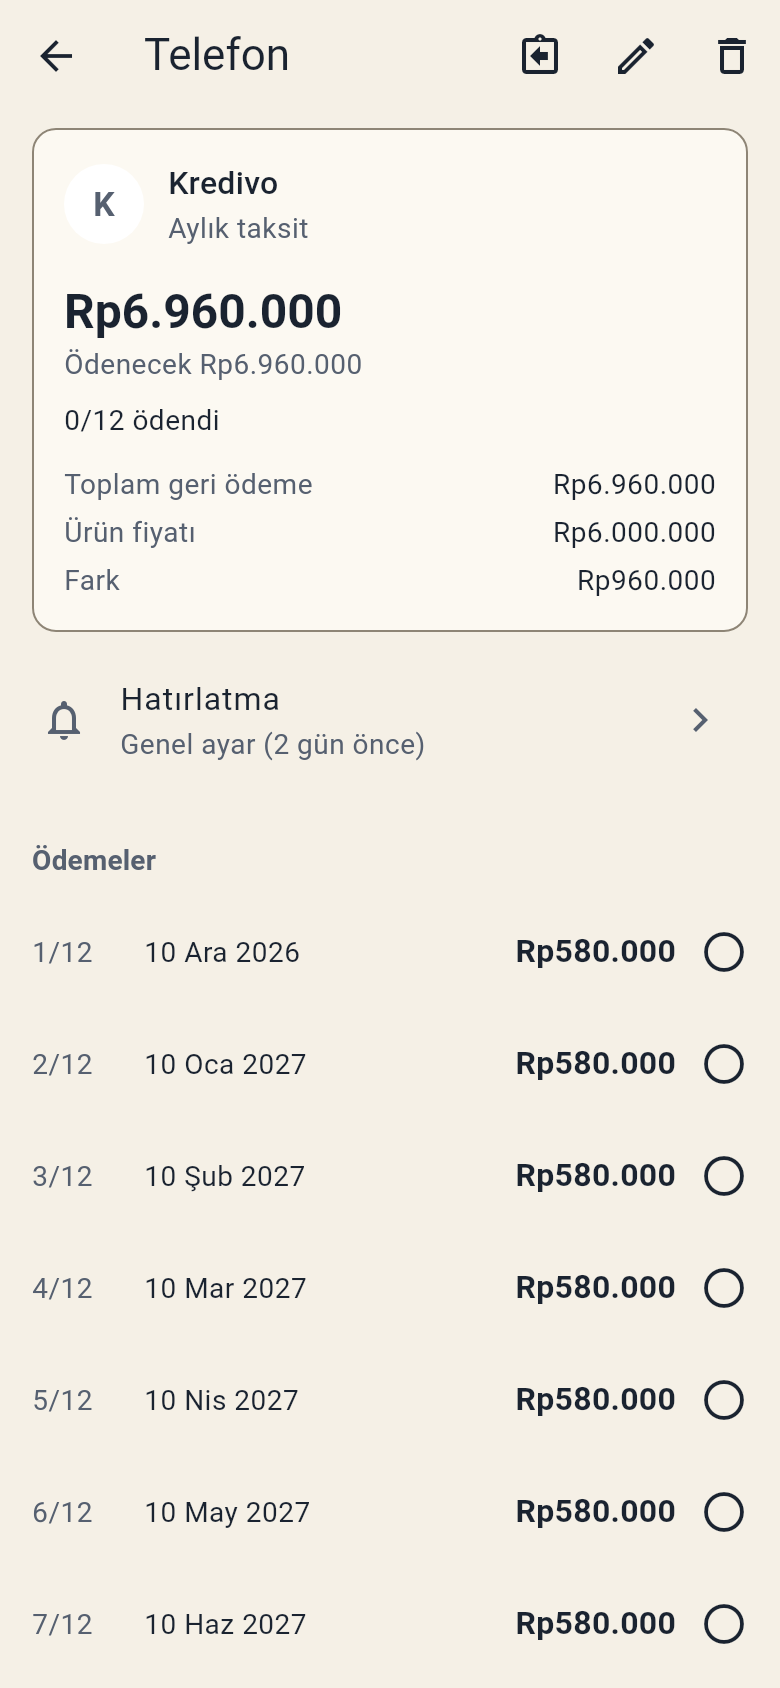 Telefon
K
Kredivo
Aylık taksit
Rp6.960.000
Ödenecek Rp6.960.000
0/12 ödendi
Toplam geri ödeme Rp6.960.000
Ürün fiyatı Rp6.000.000
Fark Rp960.000
Hatırlatma
Genel ayar (2 gün önce)
Ödemeler
1/12 10 Ara 2026 Rp580.000
2/12 10 Oca 2027 Rp580.000
3/12 10 Şub 2027 Rp580.000
4/12 10 Mar 2027 Rp580.000
5/12 10 Nis 2027 Rp580.000
6/12 10 May 2027 Rp580.000
7/12 10 Haz 2027 Rp580.000